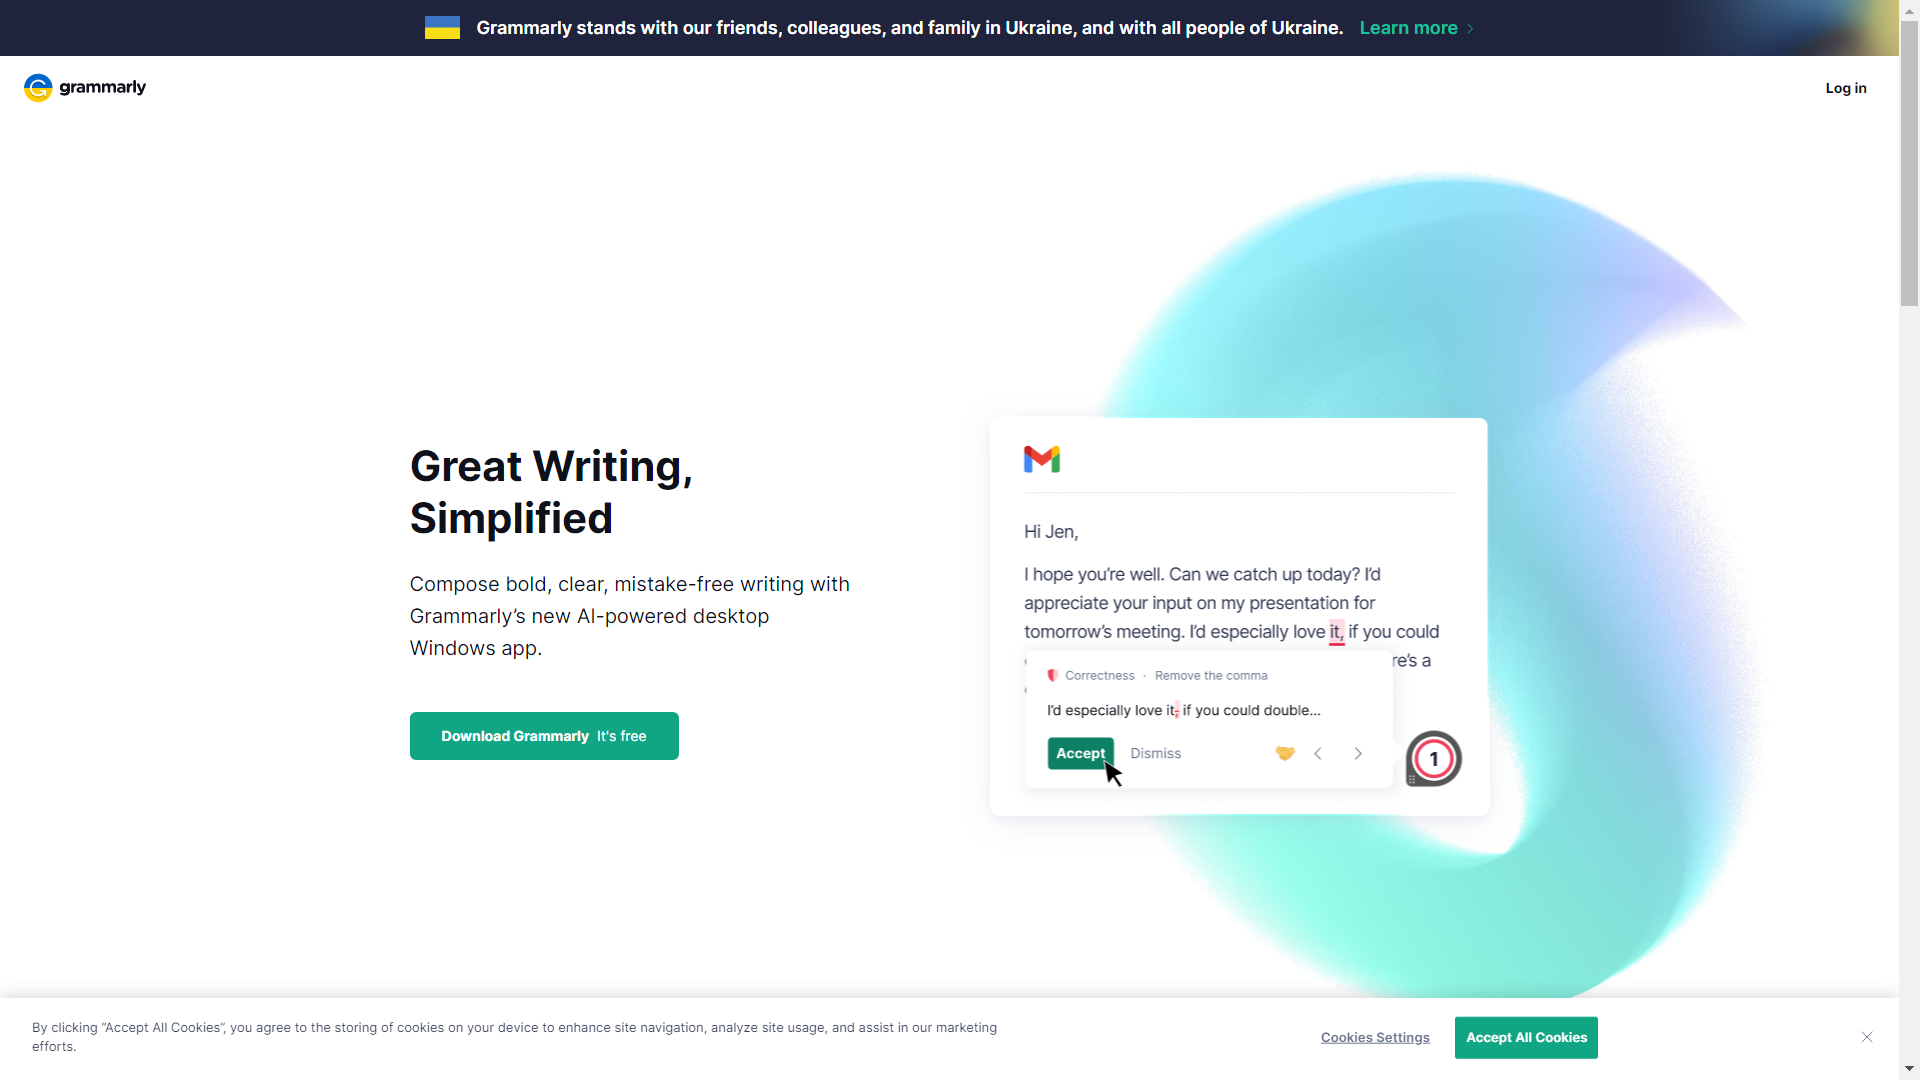 Grammarly stands with our friends, colleagues, and family in Ukraine, and with all people of Ukraine. Learn more
grammarly
Log in
Great Writing,
Simplified
Compose bold, clear, mistake-free writing with
Grammarly’s new AI-powered desktop
Windows app.
Download Grammarly It's free
Hi Jen,
I hope you’re well. Can we catch up today? I’d
appreciate your input on my presentation for
tomorrow’s meeting. I’d especially love it, if you could
re’s a
Correctness · Remove the comma
I’d especially love it, if you could double...
Accept Dismiss
1
By clicking “Accept All Cookies”, you agree to the storing of cookies on your device to enhance site navigation, analyze site usage, and assist in our marketing
efforts.
Cookies Settings
Accept All Cookies